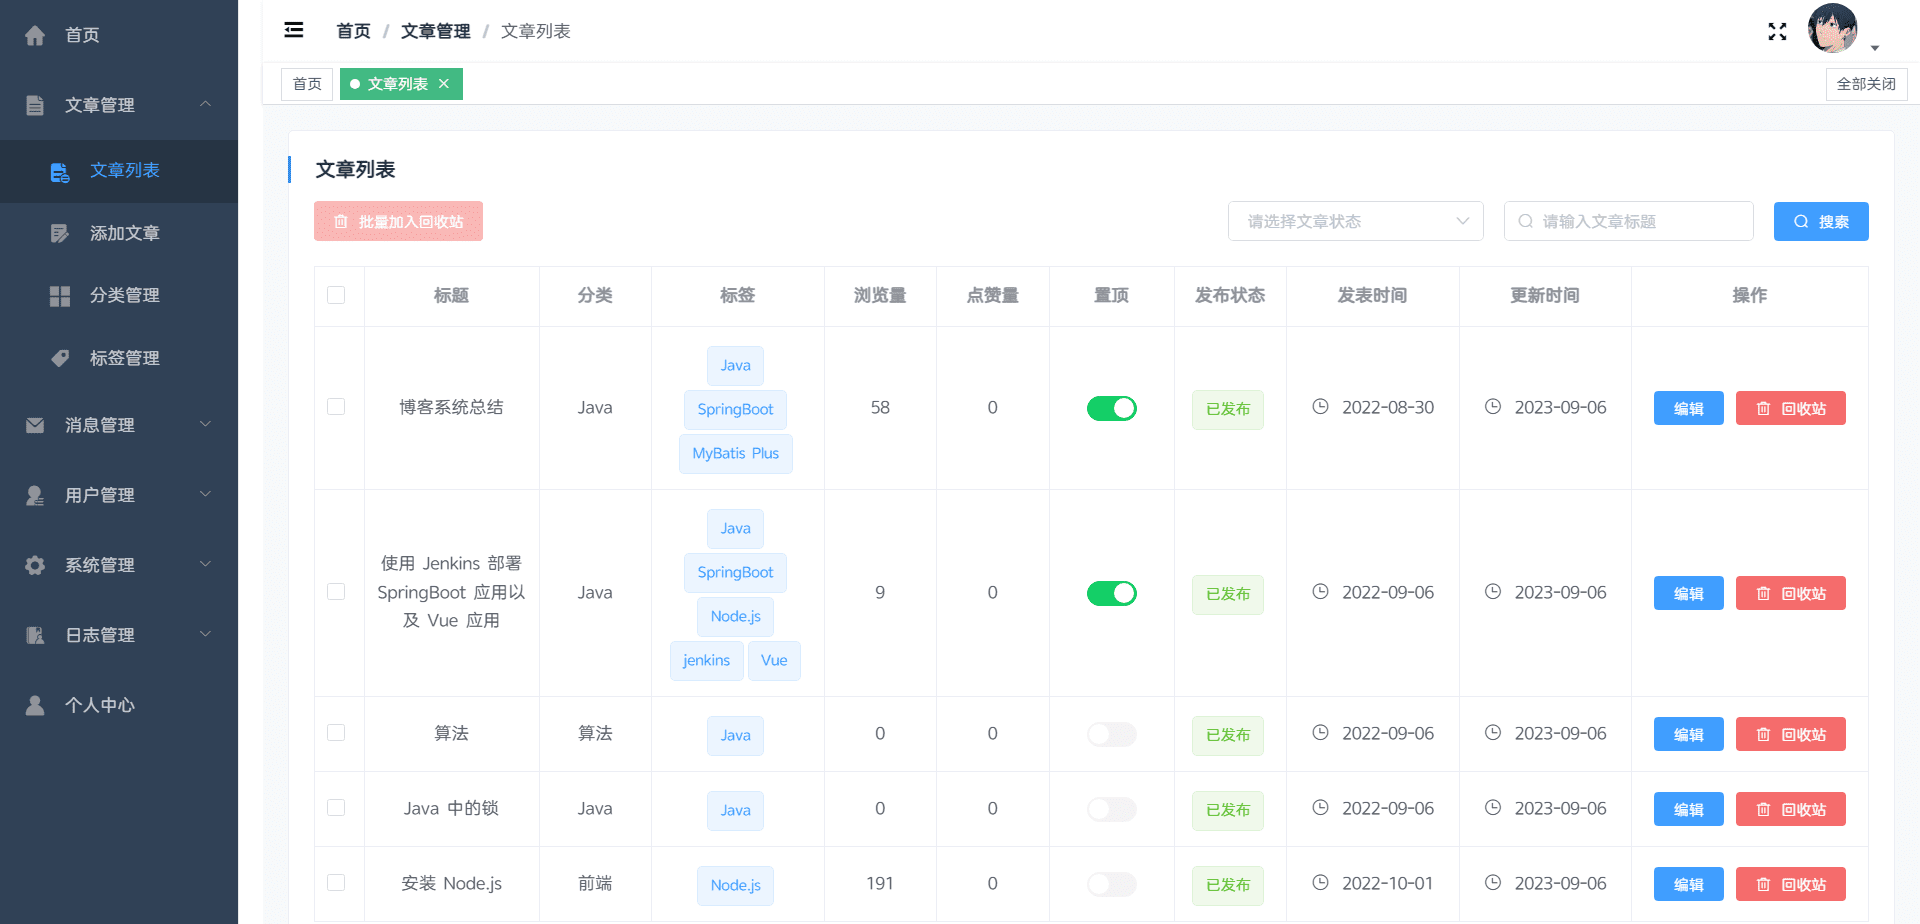 首页
文章管理
文章列表
添加文章
分类管理
标签管理
消息管理
用户管理
系统管理
日志管理
个人中心
首页 / 文章管理 / 文章列表
首页 文章列表 全部关闭
文章列表
批量加入回收站 请选择文章状态 请输入文章标题 搜索
标题 分类 标签 浏览量 点赞量 置顶 发布状态 发表时间 更新时间 操作
Java
SpringBoot
MyBatis Plus
博客系统总结 Java 58 0 已发布 2022-08-30 2023-09-06 编辑 回收站
使用 Jenkins 部署
SpringBoot 应用以
及 Vue 应用
Java
Java
SpringBoot
Node.js
jenkins Vue
9 0 已发布 2022-09-06 2023-09-06 编辑 回收站
算法 算法 Java 0 0 已发布 2022-09-06 2023-09-06 编辑 回收站
Java 中的锁 Java Java 0 0 已发布 2022-09-06 2023-09-06 编辑 回收站
安装 Node.js 前端 Node.js 191 0 已发布 2022-10-01 2023-09-06 编辑 回收站